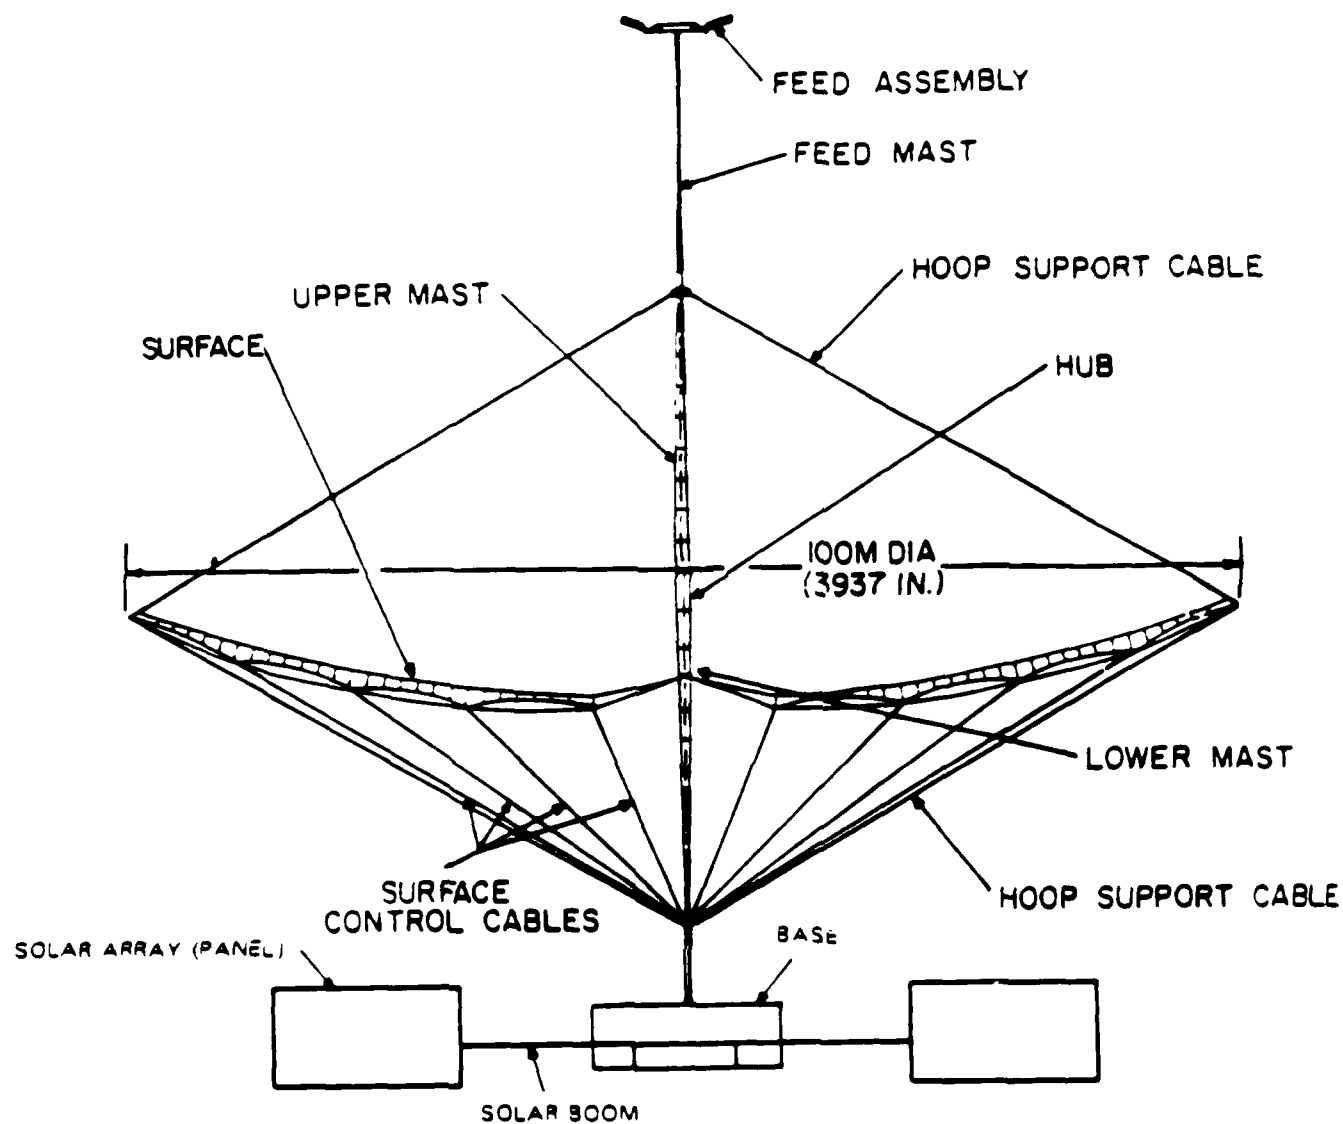 FEED ASSEMBLY
FEED MAST
HOOP SUPPORT CABLE
UPPER MAST
SURFACE
HUB
100M DIA
(3937 IN.)
LOWER MAST
SURFACE
CONTROL CABLES
HOOP SUPPORT CABLE
SOLAR ARRAY (PANEL)
BASE
SOLAR BOOM